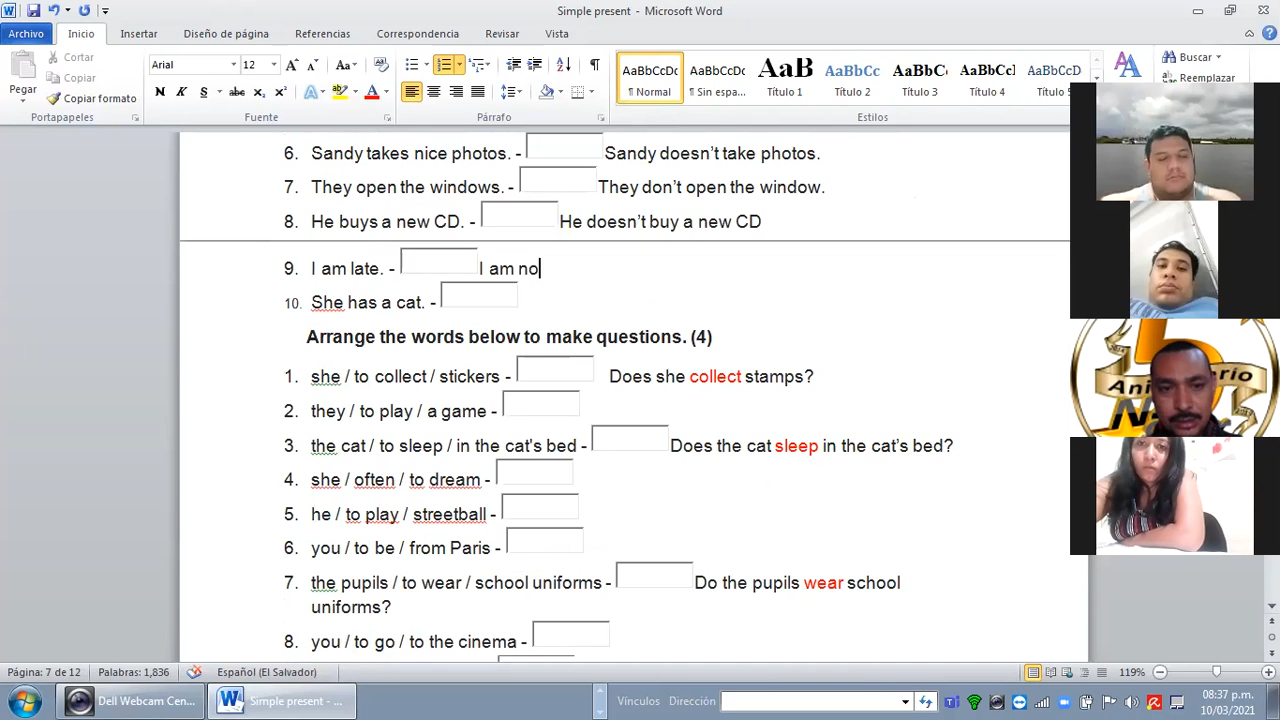 Simple present - Microsoft Word
Archivo Inicio Insertar Diseño de página Referencias Correspondencia Revisar Vista
Cortar
Copiar
Copiar formato
Pegar
Portapapeles
Arial 12
Fuente
Párrafo
AaBbCcDc AaBbCcDc AaB AaBbCc AaBbCc AaBbCc AaBbCcDc
¶ Normal ¶ Sin espa... Título 1 Título 2 Título 3 Título 4 Título 5
Estilos
Buscar
Reemplazar
6. Sandy takes nice photos. - Sandy doesn't take photos.
7. They open the windows. - They don't open the window.
8. He buys a new CD. - He doesn't buy a new CD
9. I am late. - I am no
10. She has a cat. -
Arrange the words below to make questions. (4)
1. she / to collect / stickers - Does she collect stamps?
2. they / to play / a game -
3. the cat / to sleep / in the cat's bed - Does the cat sleep in the cat's bed?
4. she / often / to dream -
5. he / to play / streetball -
6. you / to be / from Paris -
7. the pupils / to wear / school uniforms - Do the pupils wear school
uniforms?
8. you / to go / to the cinema -
Página: 7 de 12 Palabras: 1,836 Español (El Salvador) 119%
Dell Webcam Cen... Simple present - ... Vínculos Dirección
08:37 p.m.
10/03/2021